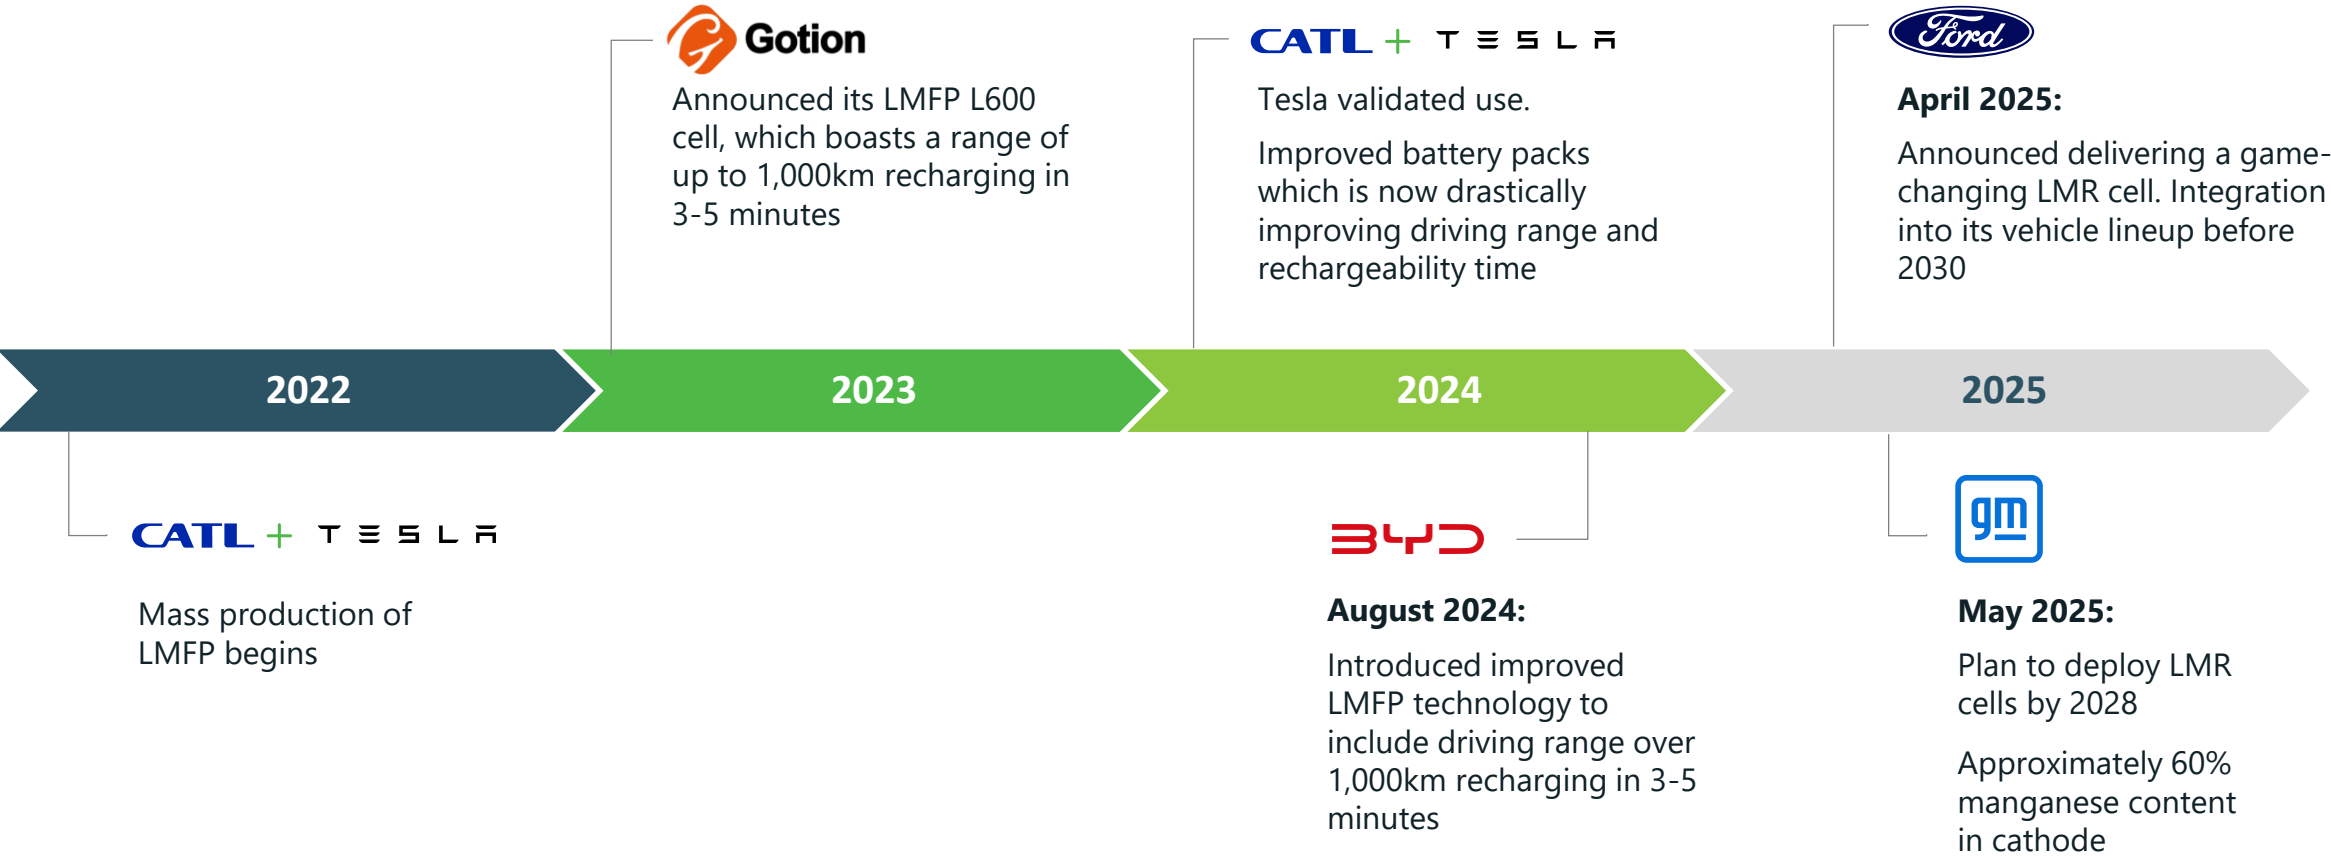 Gotion
Announced its LMFP L600
cell, which boasts a range of
up to 1,000km recharging in
3-5 minutes
CATL + TESLA
Tesla validated use.
Improved battery packs
which is now drastically
improving driving range and
rechargeability time
Ford
April 2025:
Announced delivering a game-
changing LMR cell. Integration
into its vehicle lineup before
2030
2022
2023
2024
2025
CATL + TESLA
Mass production of
LMFP begins
BYD
August 2024:
Introduced improved
LMFP technology to
include driving range over
1,000km recharging in 3-5
minutes
gm
May 2025:
Plan to deploy LMR
cells by 2028
Approximately 60%
manganese content
in cathode